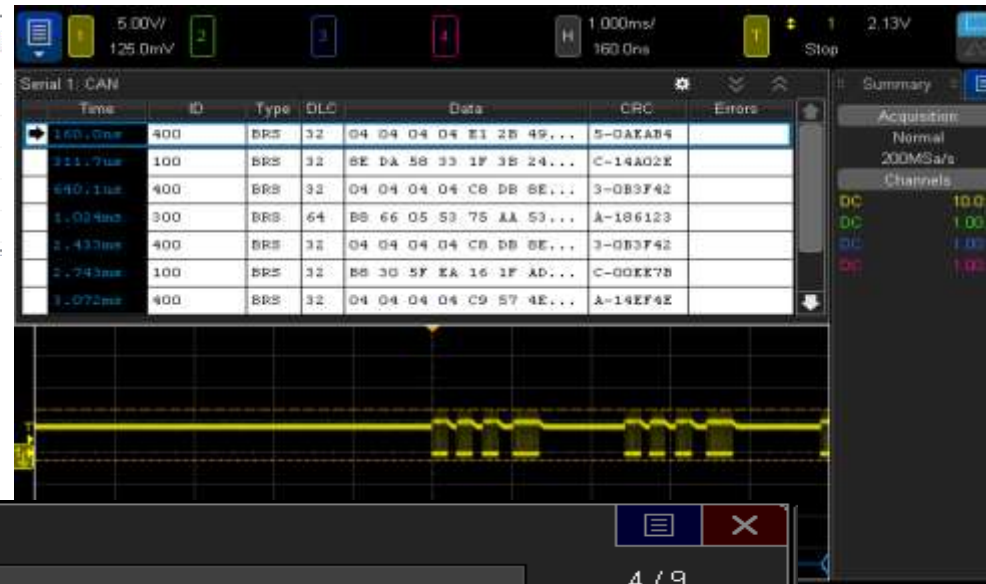 1 5.00V/ 125.0mV/ 2 3 4 H 1.000ms/ 160.0ns T 1 2.13V
Stop
Serial 1: CAN
Time ID Type DLC Data CRC Errors
160.0ns 400 BRS 32 04 04 04 04 E1 2B 49... 5-0AEAB4
311.7us 100 BRS 32 8E DA 58 33 1F 3B 24... C-14A02E
640.1us 400 BRS 32 04 04 04 04 C8 DB 8E... 3-0B3F42
1.024ms 300 BRS 64 B8 66 05 53 75 AA 53... A-186123
2.433ms 400 BRS 32 04 04 04 04 C8 DB 8E... 3-0B3F42
2.743ms 100 BRS 32 B8 30 5F EA 16 1F AD... C-00EE7B
3.072ms 400 BRS 32 04 04 04 04 C9 57 4E... A-14EF4E
Summary
Acquisition
Normal
200MSa/s
Channels
DC 10.0
DC 1.00
DC 1.00
DC 1.00
4 / 9